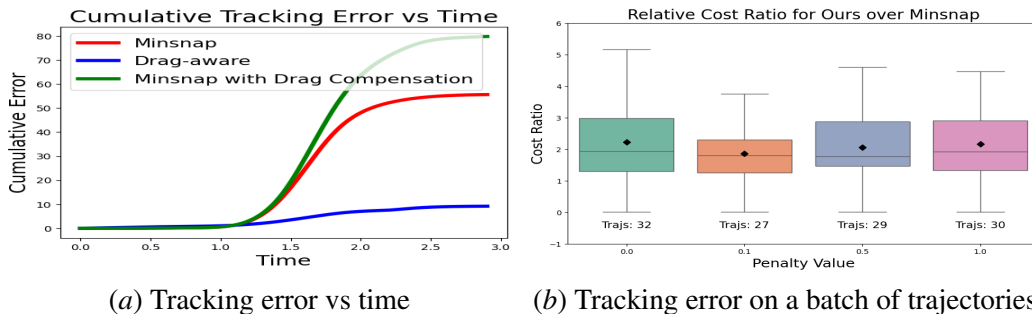 Cumulative Tracking Error vs Time
80
70
60
50
40
30
20
10
0
Cumulative Error
Minsnap
Drag-aware
Minsnap with Drag Compensation
0.0 0.5 1.0 1.5 2.0 2.5 3.0
Time
(a) Tracking error vs time
Relative Cost Ratio for Ours over Minsnap
6
5
4
3
2
1
0
−1
Cost Ratio
Trajs: 32 Trajs: 27 Trajs: 29 Trajs: 30
0.0 0.1 0.5 1.0
Penalty Value
(b) Tracking error on a batch of trajectories